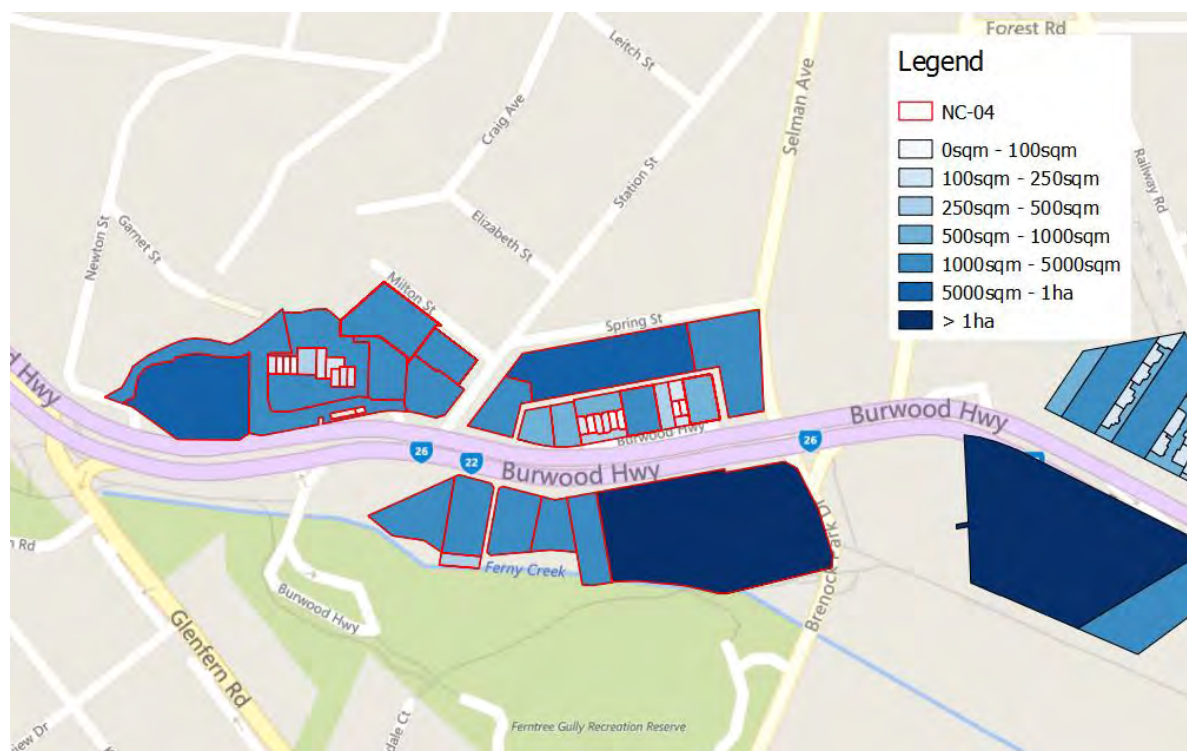 Forest Rd
Leitch St
Selman Ave
Legend
NC-04
0sqm - 100sqm
100sqm - 250sqm
250sqm - 500sqm
500sqm - 1000sqm
1000sqm - 5000sqm
5000sqm - 1ha
> 1ha
Railway Rd
Craig Ave
Station St
Elizabeth St
Newton St
Garnet St
Milton St
Spring St
Hwy
Burwood Hwy
Burwood Hwy
26
22
26
Burwood Hwy
Ferny Creek
Burwood Hwy
Glenfern Rd
Rd
Ferntree Gully Recreation Reserve